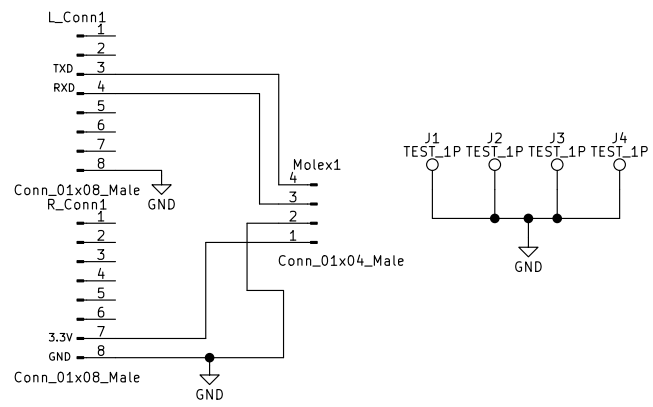 L_Conn1
1
2
TXD 3
RXD 4
5
6
7
8
Conn_01x08_Male
GND
R_Conn1
1
2
3
4
5
6
3.3V 7
GND 8
Conn_01x08_Male
GND
Molex1
4
3
2
1
Conn_01x04_Male
J1 J2 J3 J4
TEST_1P TEST_1P TEST_1P TEST_1P
GND